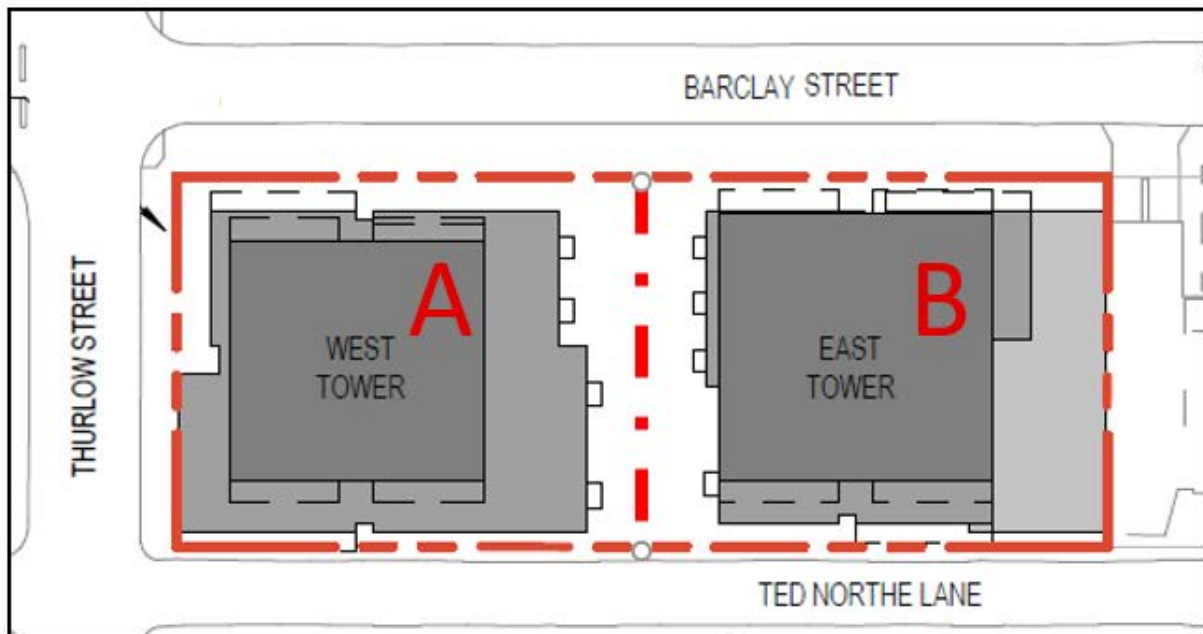 BARCLAY STREET
THURLOW STREET
A
WEST
TOWER
B
EAST
TOWER
TED NORTHE LANE